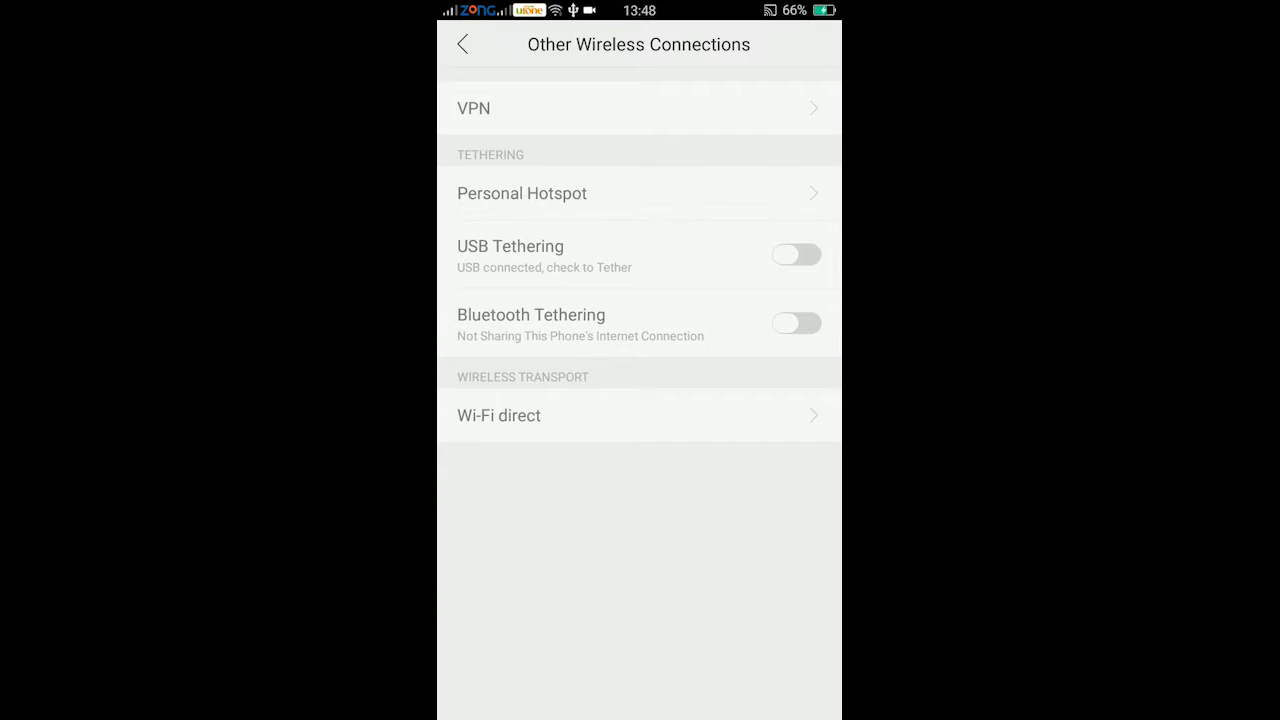 ZONG ufone 13:48 66%
Other Wireless Connections
VPN
TETHERING
Personal Hotspot
USB Tethering
USB connected, check to Tether
Bluetooth Tethering
Not Sharing This Phone's Internet Connection
WIRELESS TRANSPORT
Wi-Fi direct